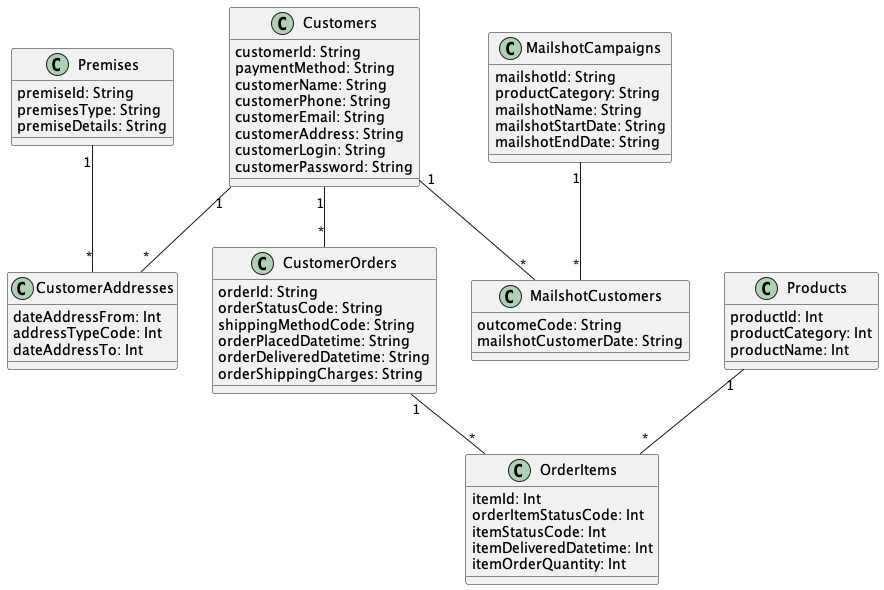 C Customers
customerId: String
paymentMethod: String
customerName: String
customerPhone: String
customerEmail: String
customerAddress: String
customerLogin: String
customerPassword: String
C Premises
premiseId: String
premisesType: String
premiseDetails: String
C MailshotCampaigns
mailshotId: String
productCategory: String
mailshotName: String
mailshotStartDate: String
mailshotEndDate: String
1
1
1
1
1
*
*
*
*
*
C CustomerAddresses
dateAddressFrom: Int
addressTypeCode: Int
dateAddressTo: Int
C CustomerOrders
orderId: String
orderStatusCode: String
shippingMethodCode: String
orderPlacedDatetime: String
orderDeliveredDatetime: String
orderShippingCharges: String
C MailshotCustomers
outcomeCode: String
mailshotCustomerDate: String
C Products
productId: Int
productCategory: Int
productName: Int
1
1
*
*
C OrderItems
itemId: Int
orderItemStatusCode: Int
itemStatusCode: Int
itemDeliveredDatetime: Int
itemOrderQuantity: Int